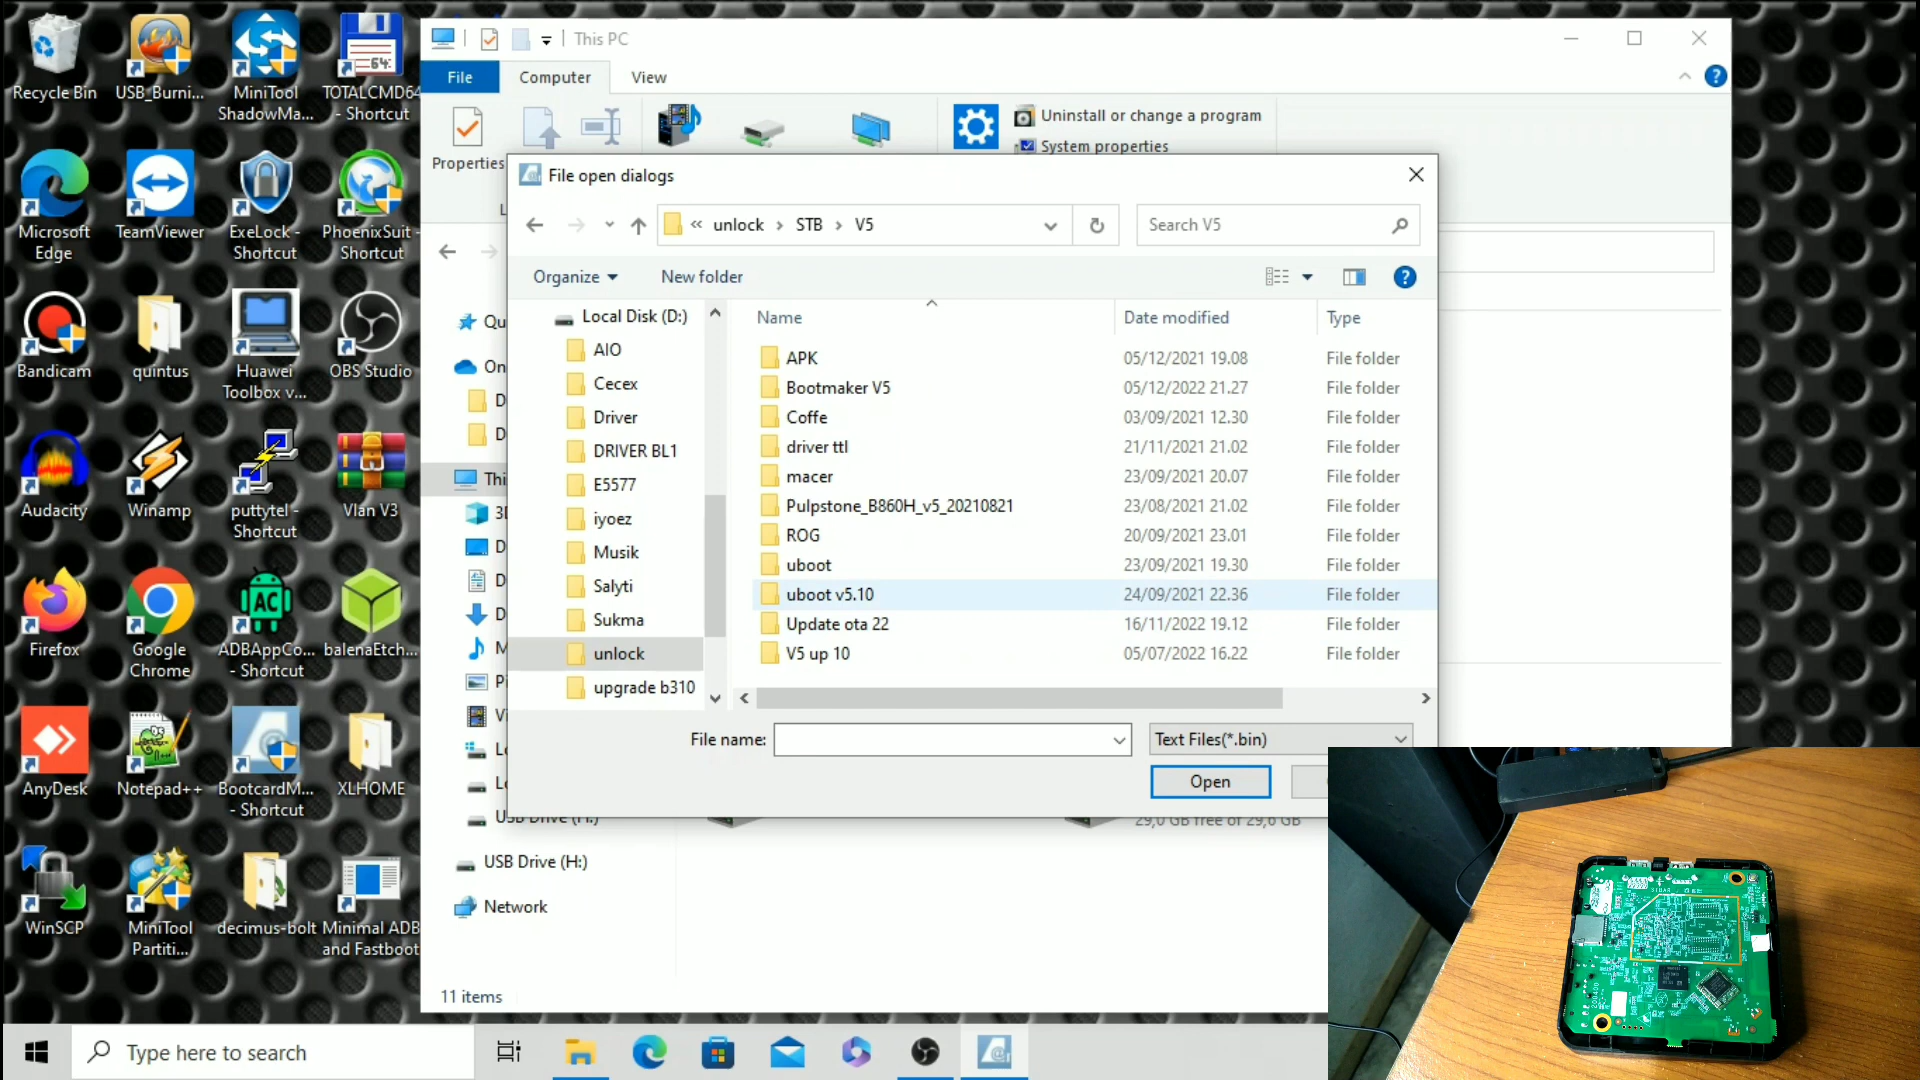 Recycle Bin
USB_Burni...
MiniTool
ShadowMa...
TOTALCMD64
- Shortcut
Microsoft
Edge
TeamViewer
ExeLock -
Shortcut
PhoenixSuit -
Shortcut
Bandicam
quintus
Huawei
Toolbox v...
OBS Studio
Audacity
Winamp
puttytel -
Shortcut
Vlan V3
Firefox
Google
Chrome
ADBAppCo...
- Shortcut
balenaEtch...
AnyDesk
Notepad++
BootcardM...
- Shortcut
XLHOME
WinSCP
MiniTool
Partiti...
decimus-bolt
Minimal ADB
and Fastboot
This PC
File
Computer
View
Properties
Uninstall or change a program
System properties
File open dialogs
« unlock › STB › V5
Search V5
Organize
New folder
Local Disk (D:)
AIO
Cecex
Driver
DRIVER BL1
E5577
iyoez
Musik
Salyti
Sukma
unlock
upgrade b310
Name
Date modified
Type
APK 05/12/2021 19.08 File folder
Bootmaker V5 05/12/2022 21.27 File folder
Coffe 03/09/2021 12.30 File folder
driver ttl 21/11/2021 21.02 File folder
macer 23/09/2021 20.07 File folder
Pulpstone_B860H_v5_20210821 23/08/2021 21.02 File folder
ROG 20/09/2021 23.01 File folder
uboot 23/09/2021 19.30 File folder
uboot v5.10 24/09/2021 22.36 File folder
Update ota 22 16/11/2022 19.12 File folder
V5 up 10 05/07/2022 16.22 File folder
File name:
Text Files(*.bin)
Open
29,0 GB free of 29,0 GB
USB Drive (H:)
Network
11 items
Type here to search